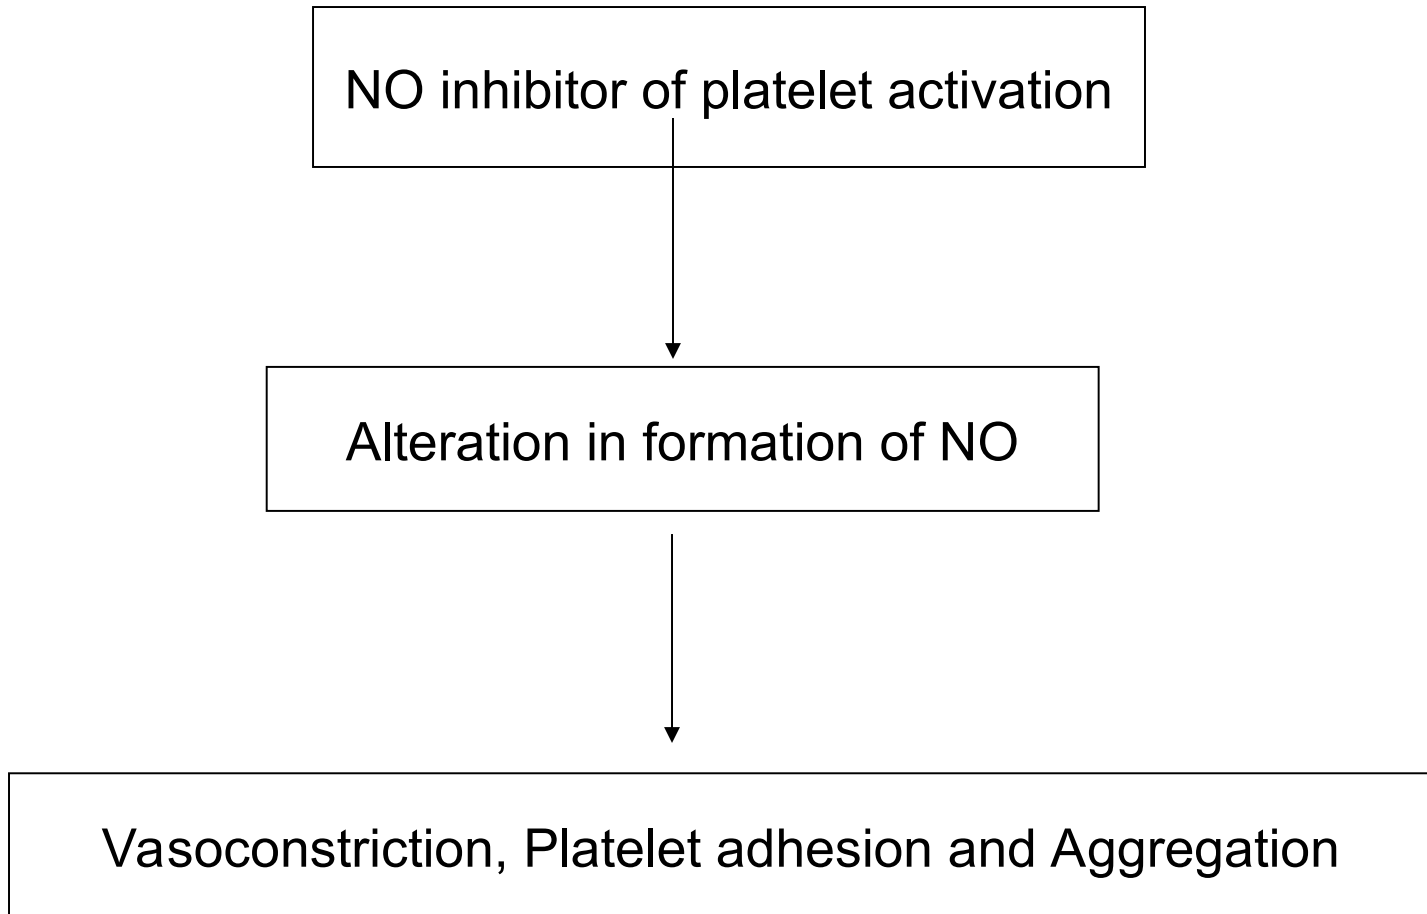 NO inhibitor of platelet activation
Alteration in formation of NO
Vasoconstriction, Platelet adhesion and Aggregation